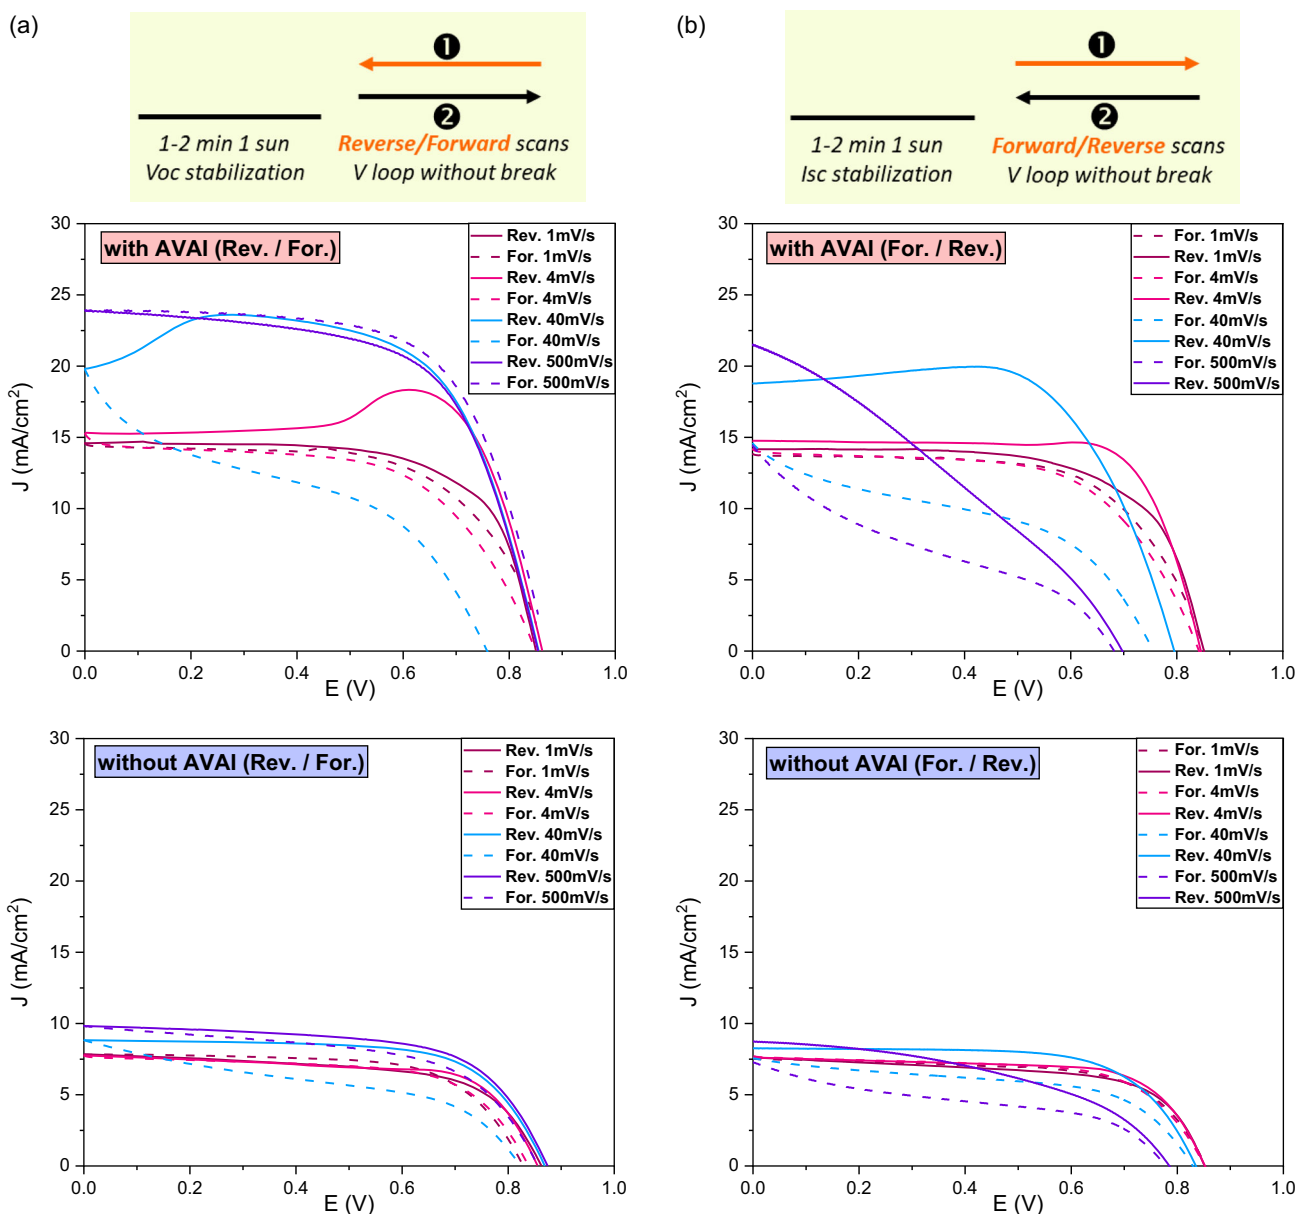 (a)
❶
❷
1-2 min 1 sun
Voc stabilization
Reverse/Forward scans
V loop without break
(b)
❶
❷
1-2 min 1 sun
Isc stabilization
Forward/Reverse scans
V loop without break
with AVAI (Rev. / For.)
Rev. 1mV/s
For. 1mV/s
Rev. 4mV/s
For. 4mV/s
Rev. 40mV/s
For. 40mV/s
Rev. 500mV/s
For. 500mV/s
30
25
20
15
10
5
0
J (mA/cm²)
0.0 0.2 0.4 0.6 0.8 1.0
E (V)
with AVAI (For. / Rev.)
For. 1mV/s
Rev. 1mV/s
For. 4mV/s
Rev. 4mV/s
For. 40mV/s
Rev. 40mV/s
For. 500mV/s
Rev. 500mV/s
30
25
20
15
10
5
0
J (mA/cm²)
0.0 0.2 0.4 0.6 0.8 1.0
E (V)
without AVAI (Rev. / For.)
Rev. 1mV/s
For. 1mV/s
Rev. 4mV/s
For. 4mV/s
Rev. 40mV/s
For. 40mV/s
Rev. 500mV/s
For. 500mV/s
30
25
20
15
10
5
0
J (mA/cm²)
0.0 0.2 0.4 0.6 0.8 1.0
E (V)
without AVAI (For. / Rev.)
For. 1mV/s
Rev. 1mV/s
For. 4mV/s
Rev. 4mV/s
For. 40mV/s
Rev. 40mV/s
For. 500mV/s
Rev. 500mV/s
30
25
20
15
10
5
0
J (mA/cm²)
0.0 0.2 0.4 0.6 0.8 1.0
E (V)